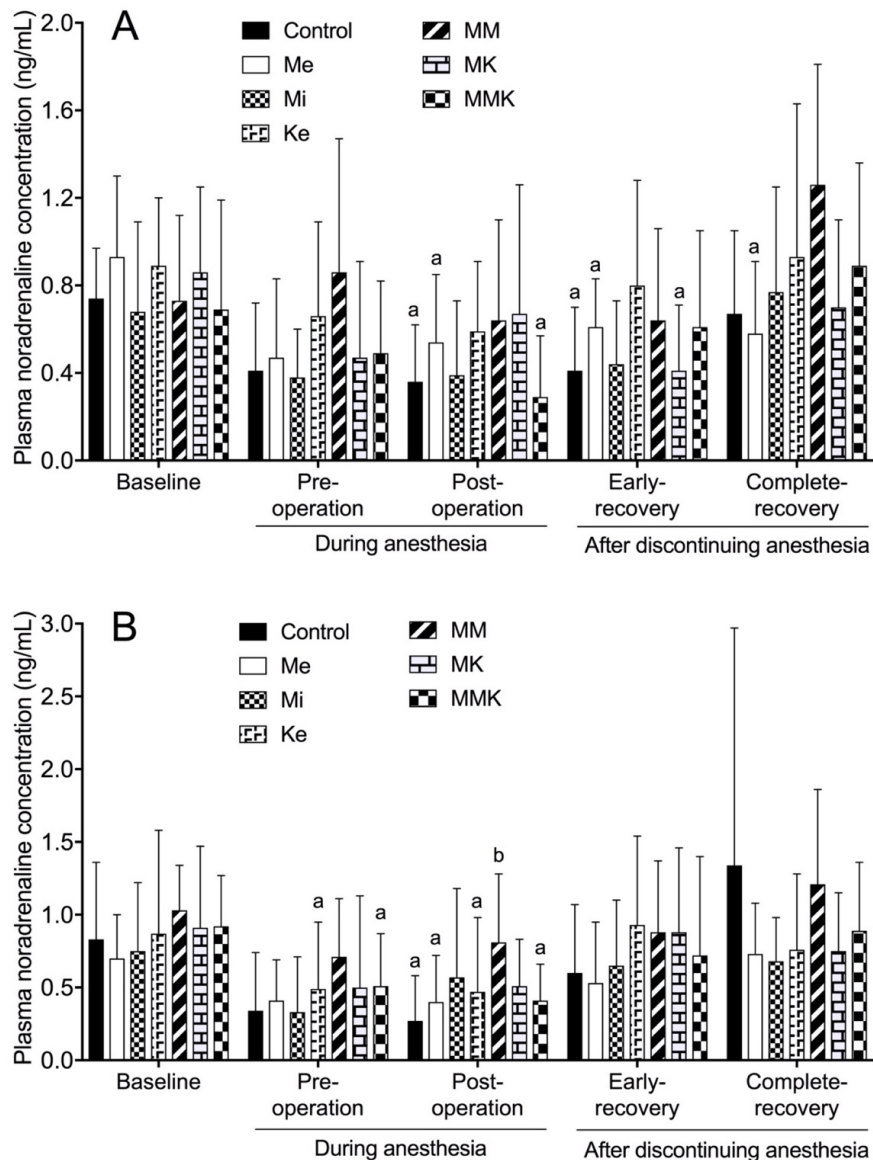 A
Plasma noradrenaline concentration (ng/mL)
2.0
1.6
1.2
0.8
0.4
0.0
Control
Me
Mi
Ke
MM
MK
MMK
a
a
a
a
a
a
a
Baseline
Pre-
operation
Post-
operation
Early-
recovery
Complete-
recovery
During anesthesia
After discontinuing anesthesia
B
Plasma noradrenaline concentration (ng/mL)
3.0
2.5
2.0
1.5
1.0
0.5
0.0
Control
Me
Mi
Ke
MM
MK
MMK
a
a
a
a
a
b
a
Baseline
Pre-
operation
Post-
operation
Early-
recovery
Complete-
recovery
During anesthesia
After discontinuing anesthesia